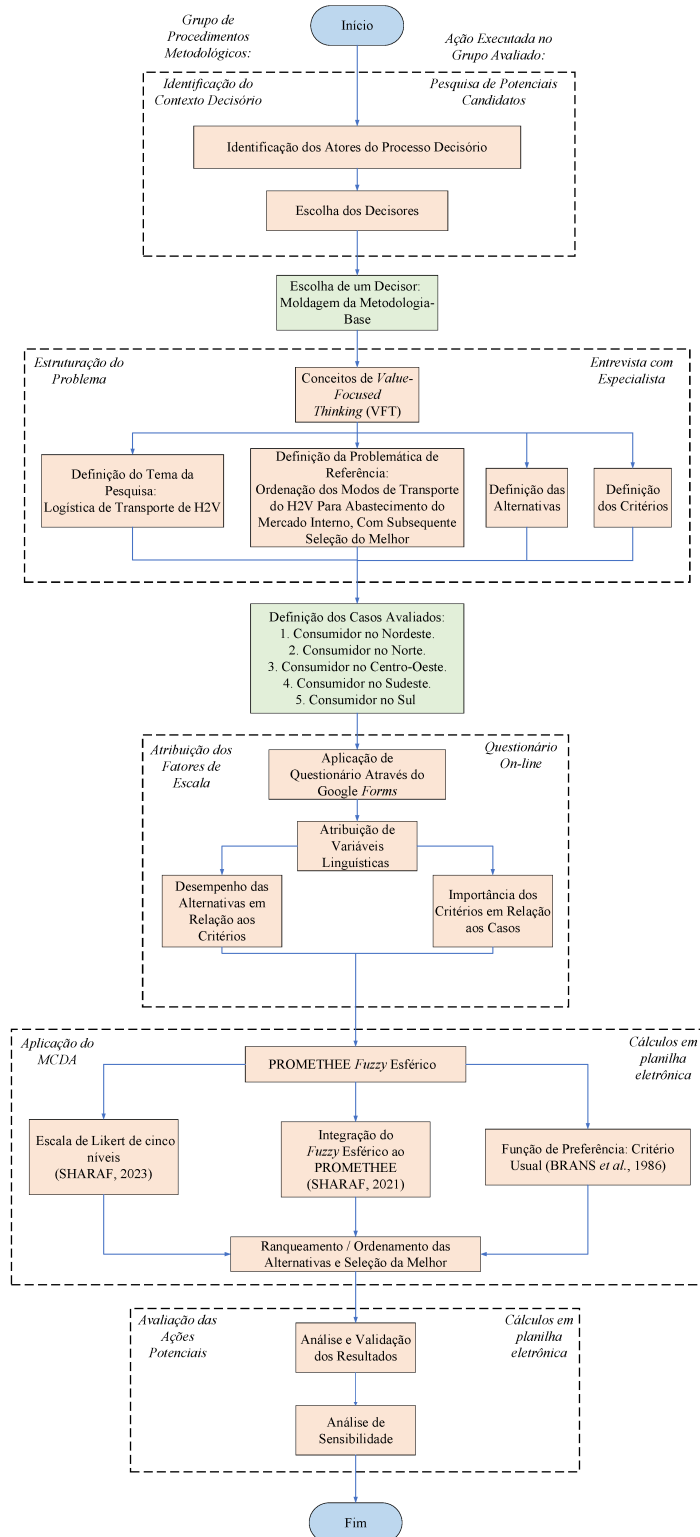 Grupo de
Procedimentos
Metodológicos:
Início
Ação Executada no
Grupo Avaliado:
Identificação do
Contexto Decisório
Pesquisa de Potenciais
Candidatos
Identificação dos Atores do Processo Decisório
Escolha dos Decisores
Escolha de um Decisor:
Moldagem da Metodologia-
Base
Estruturação do
Problema
Entrevista com
Especialista
Conceitos de Value-
Focused
Thinking (VFT)
Definição do Tema da
Pesquisa:
Logística de Transporte de H2V
Definição da Problemática de
Referência:
Ordenação dos Modos de Transporte
do H2V Para Abastecimento do
Mercado Interno, Com Subsequente
Seleção do Melhor
Definição das
Alternativas
Definição
dos Critérios
Definição dos Casos Avaliados:
1. Consumidor no Nordeste.
2. Consumidor no Norte.
3. Consumidor no Centro-Oeste.
4. Consumidor no Sudeste.
5. Consumidor no Sul
Atribuição dos
Fatores de
Escala
Questionário
On-line
Aplicação de
Questionário Através do
Google Forms
Atribuição de
Variáveis
Linguísticas
Desempenho das
Alternativas em
Relação aos
Critérios
Importância dos
Critérios em Relação
aos Casos
Aplicação do
MCDA
Cálculos em
planilha
eletrônica
PROMETHEE Fuzzy Esférico
Escala de Likert de cinco
níveis
(SHARAF, 2023)
Integração do
Fuzzy Esférico ao
PROMETHEE
(SHARAF, 2021)
Função de Preferência: Critério
Usual (BRANS et al., 1986)
Ranqueamento / Ordenamento das
Alternativas e Seleção da Melhor
Avaliação das
Ações
Potenciais
Cálculos em
planilha
eletrônica
Análise e Validação
dos Resultados
Análise de
Sensibilidade
Fim